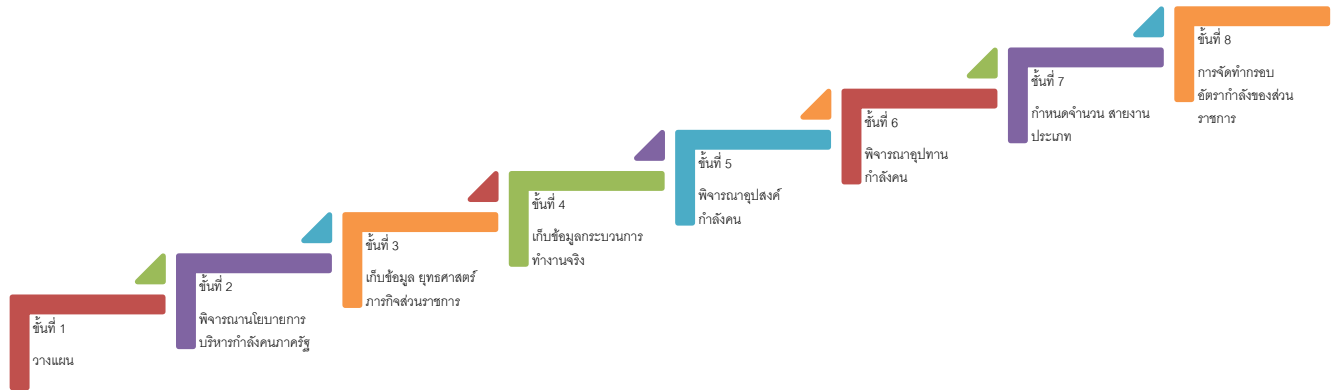 ขั้นที่ 1
วางแผน
ขั้นที่ 2
พิจารณานโยบายการ
บริหารกำลังคนภาครัฐ
ขั้นที่ 3
เก็บข้อมูล ยุทธศาสตร์
ภารกิจส่วนราชการ
ขั้นที่ 4
เก็บข้อมูลกระบวนการ
ทำงานจริง
ขั้นที่ 5
พิจารณาอุปสงค์
กำลังคน
ขั้นที่ 6
พิจารณาอุปทาน
กำลังคน
ขั้นที่ 7
กำหนดจำนวน สายงาน
ประเภท
ขั้นที่ 8
การจัดทำกรอบ
อัตรากำลังของส่วน
ราชการ